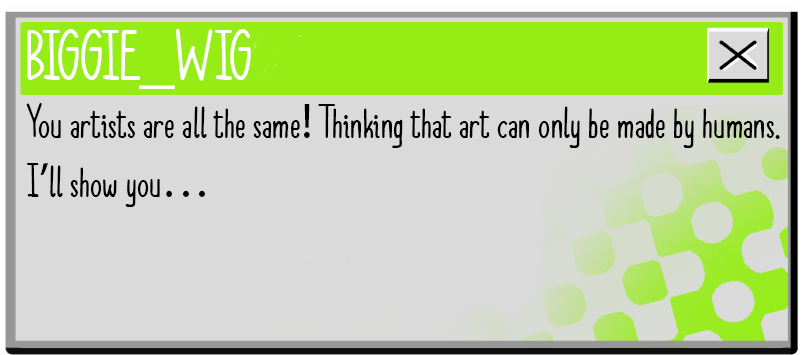 BIGGIE_WIG
You artists are all the same! Thinking that art can only be made by humans.
I'll show you...